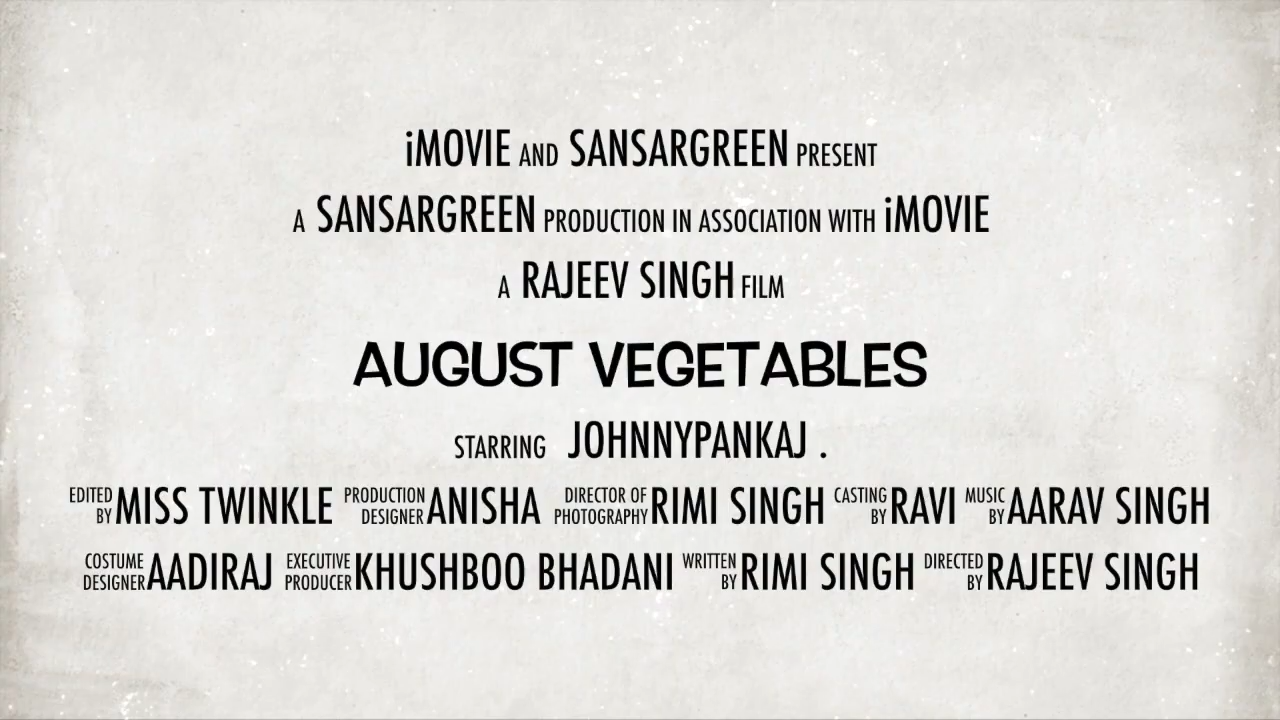 iMOVIE AND SANSARGREEN PRESENT
A SANSARGREEN PRODUCTION IN ASSOCIATION WITH iMOVIE
A RAJEEV SINGH FILM
AUGUST VEGETABLES
STARRING JOHNNYPANKAJ .
EDITED BY MISS TWINKLE PRODUCTION DESIGNER ANISHA DIRECTOR OF PHOTOGRAPHY RIMI SINGH CASTING BY RAVI MUSIC BY AARAV SINGH
COSTUME DESIGNER AADIRAJ EXECUTIVE PRODUCER KHUSHBOO BHADANI WRITTEN BY RIMI SINGH DIRECTED BY RAJEEV SINGH